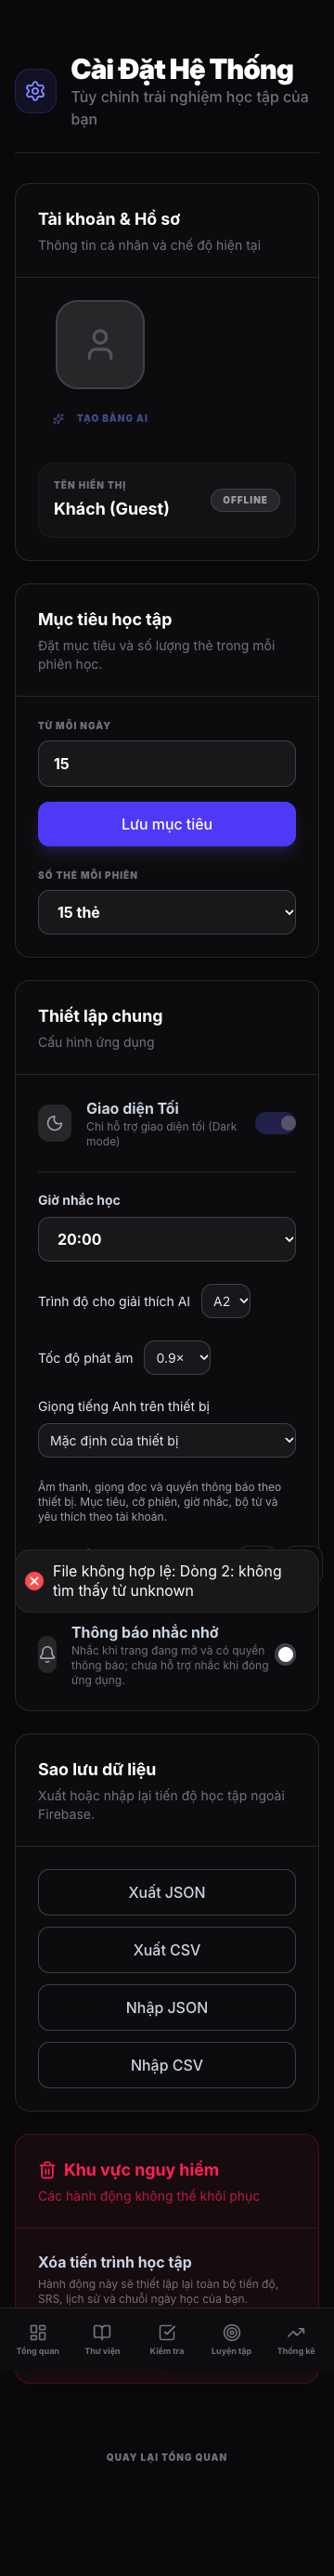 Cài Đặt Hệ Thống
Tùy chỉnh trải nghiệm học tập của
bạn
Tài khoản & Hồ sơ
Thông tin cá nhân và chế độ hiện tại
TẠO BẰNG AI
TÊN HIỂN THỊ
Khách (Guest)
OFFLINE
Mục tiêu học tập
Đặt mục tiêu và số lượng thẻ trong mỗi
phiên học.
TỪ MỖI NGÀY
15
Lưu mục tiêu
SỐ THẺ MỖI PHIÊN
15 thẻ
Thiết lập chung
Cấu hình ứng dụng
Giao diện Tối
Chỉ hỗ trợ giao diện tối (Dark
mode)
Giờ nhắc học
20:00
Trình độ cho giải thích AI
A2
Tốc độ phát âm
0.9×
Giọng tiếng Anh trên thiết bị
Mặc định của thiết bị
Âm thanh, giọng đọc và quyền thông báo theo
thiết bị. Mục tiêu, cỡ phiên, giờ nhắc, bộ từ và
yêu thích theo tài khoản.
File không hợp lệ: Dòng 2: không
tìm thấy từ unknown
Thông báo nhắc nhở
Nhắc khi trang đang mở và có quyền
thông báo; chưa hỗ trợ nhắc khi đóng
ứng dụng.
Sao lưu dữ liệu
Xuất hoặc nhập lại tiến độ học tập ngoài
Firebase.
Xuất JSON
Xuất CSV
Nhập JSON
Nhập CSV
Khu vực nguy hiểm
Các hành động không thể khôi phục
Xóa tiến trình học tập
Hành động này sẽ thiết lập lại toàn bộ tiến độ,
SRS, lịch sử và chuỗi ngày học của bạn.
Tổng quan
Thư viện
Kiểm tra
Luyện tập
Thống kê
QUAY LẠI TỔNG QUAN